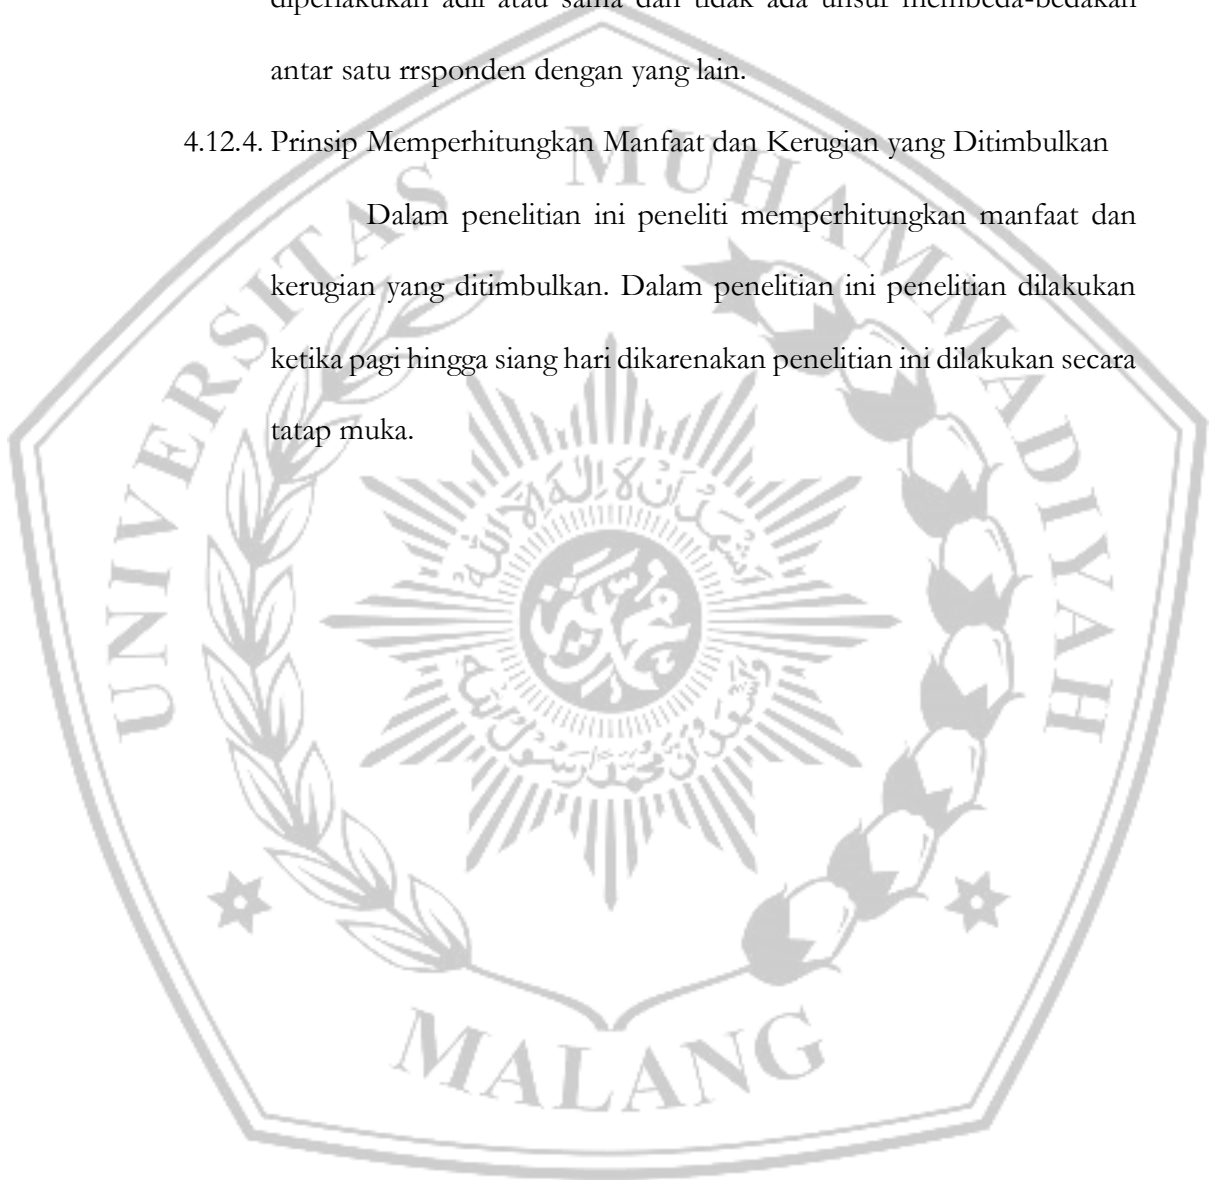 diperlakukan adil atau sama dan tidak ada unsur membeda-bedakan
antar satu rrsponden dengan yang lain.
4.12.4. Prinsip Memperhitungkan Manfaat dan Kerugian yang Ditimbulkan
Dalam penelitian ini peneliti memperhitungkan manfaat dan
kerugian yang ditimbulkan. Dalam penelitian ini penelitian dilakukan
ketika pagi hingga siang hari dikarenakan penelitian ini dilakukan secara
tatap muka.
UNIVERSITAS MUHAMMADIYAH
MALANG